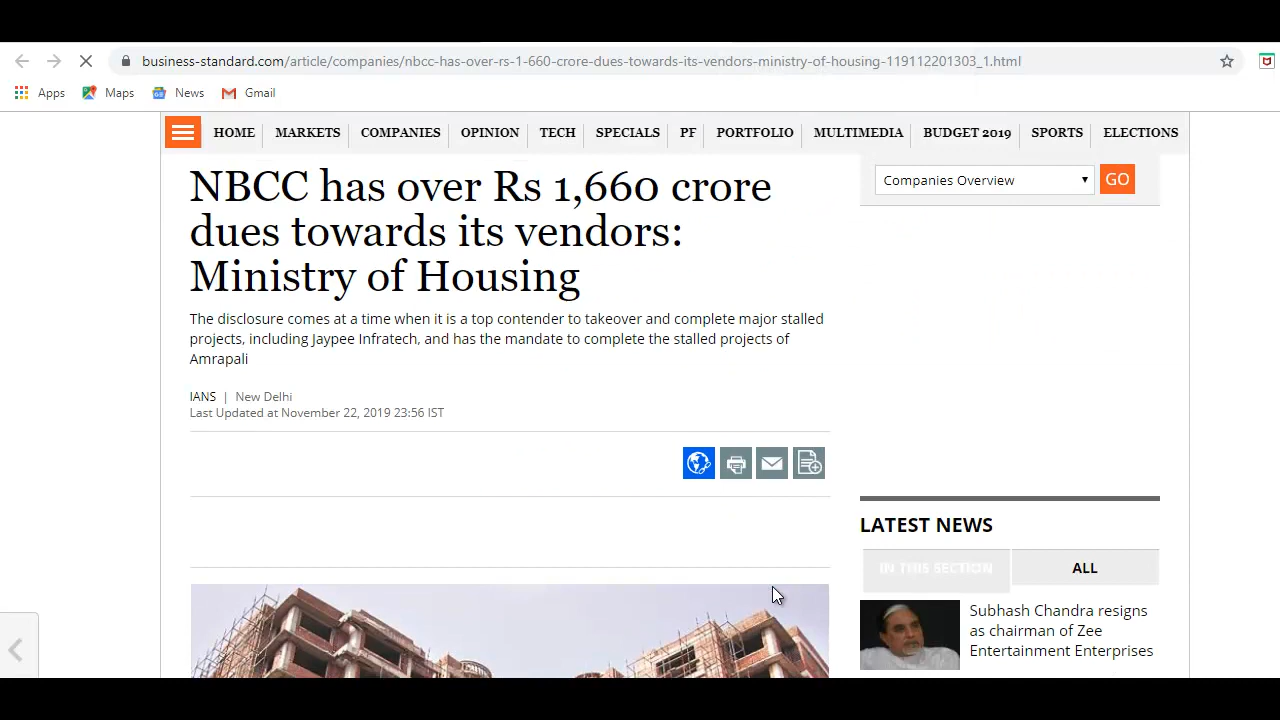 business-standard.com/article/companies/nbcc-has-over-rs-1-660-crore-dues-towards-its-vendors-ministry-of-housing-119112201303_1.html
Apps Maps News Gmail
HOME MARKETS COMPANIES OPINION TECH SPECIALS PF PORTFOLIO MULTIMEDIA BUDGET 2019 SPORTS ELECTIONS
NBCC has over Rs 1,660 crore
dues towards its vendors:
Ministry of Housing
The disclosure comes at a time when it is a top contender to takeover and complete major stalled
projects, including Jaypee Infratech, and has the mandate to complete the stalled projects of
Amrapali
IANS | New Delhi
Last Updated at November 22, 2019 23:56 IST
Companies Overview GO
LATEST NEWS
IN THIS SECTION ALL
Subhash Chandra resigns
as chairman of Zee
Entertainment Enterprises